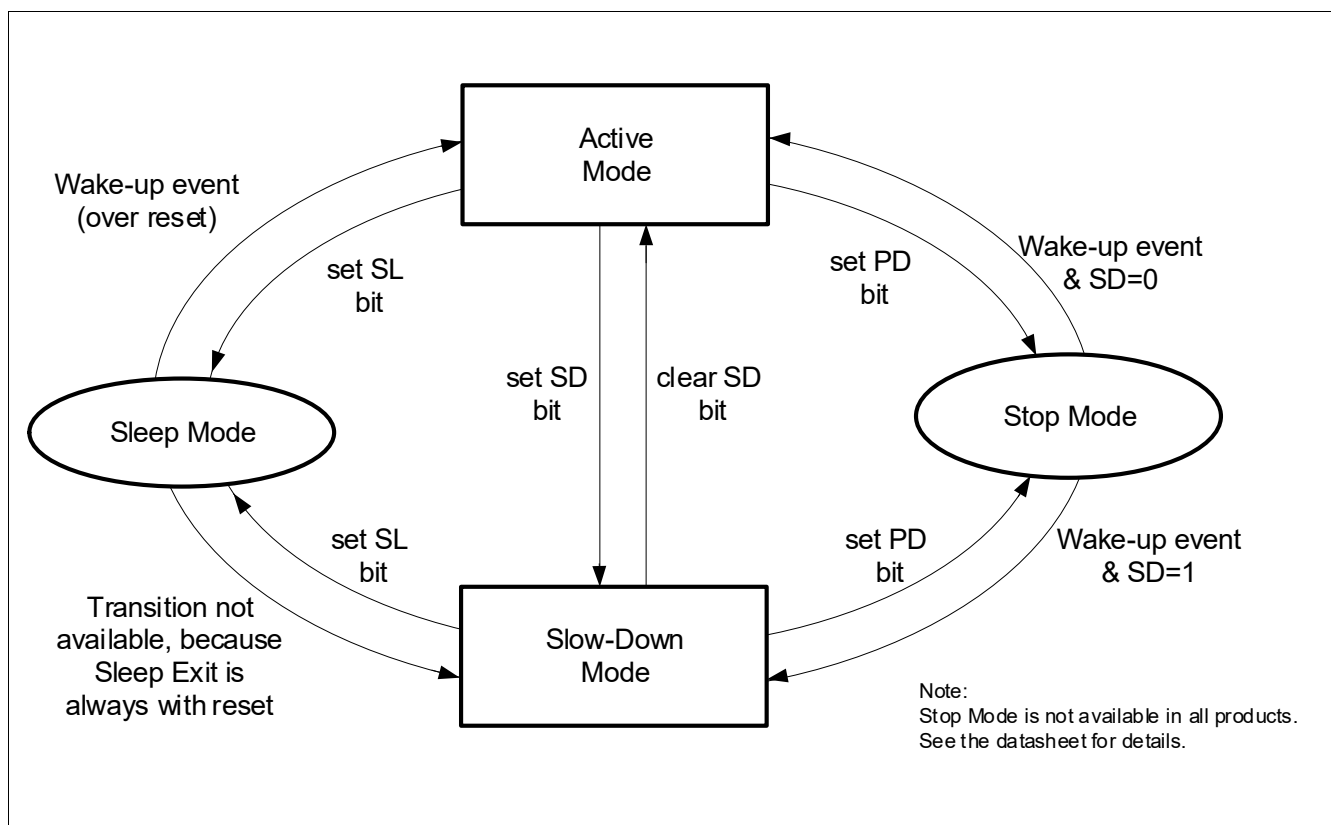 Active
Mode
Wake-up event
(over reset)
set SL
bit
set PD
bit
Wake-up event
& SD=0
set SD
bit
clear SD
bit
Sleep Mode
Stop Mode
set SL
bit
set PD
bit
Wake-up event
& SD=1
Transition not
available, because
Sleep Exit is
always with reset
Slow-Down
Mode
Note:
Stop Mode is not available in all products.
See the datasheet for details.